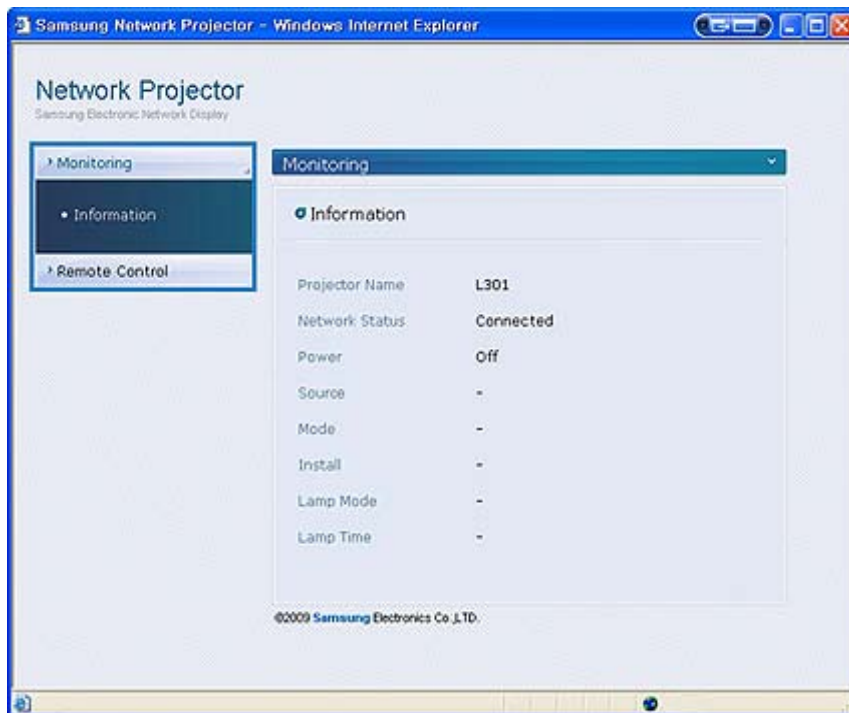 Samsung Network Projector - Windows Internet Explorer
Network Projector
Samsung Electronic Network Display
Monitoring
Information
Remote Control
Monitoring
Information
Projector Name L301
Network Status Connected
Power Off
Source -
Mode -
Install -
Lamp Mode -
Lamp Time -
©2009 Samsung Electronics Co.,LTD.